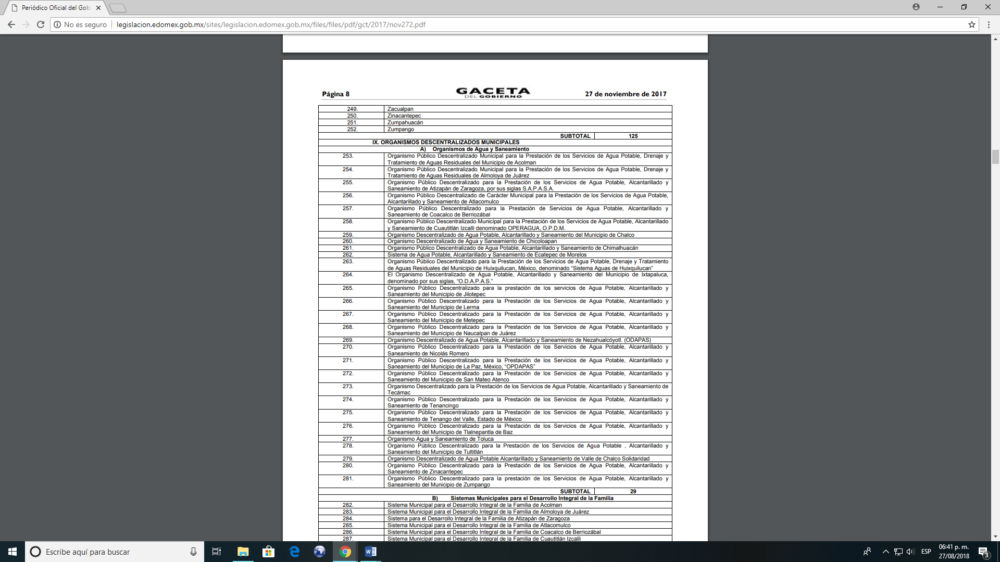 Periódico Oficial del Gob
No es seguro
legislacion.edomex.gob.mx/sites/legislacion.edomex.gob.mx/files/files/pdf/gct/2017/nov272.pdf
Página 8
GACETA
DEL GOBIERNO
27 de noviembre de 2017
249. Zacualpan
250. Zinacantepec
251. Zumpahuacán
252. Zumpango
SUBTOTAL 125
IX. ORGANISMOS DESCENTRALIZADOS MUNICIPALES
A) Organismos de Agua y Saneamiento
253. Organismo Público Descentralizado Municipal para la Prestación de los Servicios de Agua Potable, Drenaje y
Tratamiento de Aguas Residuales del Municipio de Acolman
254. Organismo Público Descentralizado Municipal para la Prestación de los Servicios de Agua Potable, Drenaje y
Tratamiento de Aguas Residuales de Almoloya de Juárez
255. Organismo Público Descentralizado para la Prestación de los Servicios de Agua Potable, Alcantarillado y
Saneamiento de Atizapán de Zaragoza, por sus siglas S.A.P.A.S.A.
256. Organismo Público Descentralizado de Carácter Municipal para la Prestación de los Servicios de Agua Potable,
Alcantarillado y Saneamiento de Atlacomulco
257. Organismo Público Descentralizado para la Prestación de Servicios de Agua Potable, Alcantarillado y
Saneamiento de Coacalco de Berriozábal
258. Organismo Público Descentralizado Municipal para la Prestación de los Servicios de Agua Potable, Alcantarillado
y Saneamiento de Cuautitlán Izcalli denominado OPERAGUA, O.P.D.M.
259. Organismo Descentralizado de Agua Potable, Alcantarillado y Saneamiento del Municipio de Chalco
260. Organismo Descentralizado de Agua y Saneamiento de Chicoloapan
261. Organismo Público Descentralizado de Agua Potable, Alcantarillado y Saneamiento de Chimalhuacán
262. Sistema de Agua Potable, Alcantarillado y Saneamiento de Ecatepec de Morelos
263. Organismo Público Descentralizado para la Prestación de los Servicios de Agua Potable, Drenaje y Tratamiento
de Aguas Residuales del Municipio de Huixquilucan, México, denominado “Sistema Aguas de Huixquilucan”
264. El Organismo Descentralizado de Agua Potable, Alcantarillado y Saneamiento del Municipio de Ixtapaluca,
denominado por sus siglas, “O.D.A.P.A.S.”
265. Organismo Público Descentralizado para la prestación de los servicios de Agua Potable, Alcantarillado y
Saneamiento del Municipio de Jilotepec
266. Organismo Público Descentralizado para la Prestación de los Servicios de Agua Potable, Alcantarillado y
Saneamiento del Municipio de Lerma
267. Organismo Público Descentralizado para la Prestación de los Servicios de Agua Potable, Alcantarillado y
Saneamiento del Municipio de Metepec
268. Organismo Público Descentralizado para la Prestación de los Servicios de Agua Potable, Alcantarillado y
Saneamiento del Municipio de Naucalpan de Juárez
269. Organismo Descentralizado de Agua Potable, Alcantarillado y Saneamiento de Nezahualcóyotl. (ODAPAS)
270. Organismo Público Descentralizado para la Prestación de los Servicios de Agua Potable, Alcantarillado y
Saneamiento de Nicolás Romero
271. Organismo Público Descentralizado para la Prestación de los Servicios de Agua Potable, Alcantarillado y
Saneamiento del Municipio de La Paz, México, “OPDAPAS”
272. Organismo Público Descentralizado para la Prestación de los Servicios de Agua Potable, Alcantarillado y
Saneamiento del Municipio de San Mateo Atenco
273. Organismo Descentralizado para la Prestación de los Servicios de Agua Potable, Alcantarillado y Saneamiento de
Tecámac
274. Organismo Público Descentralizado para la Prestación de los Servicios de Agua Potable, Alcantarillado y
Saneamiento de Tenancingo
275. Organismo Público Descentralizado para la Prestación de los Servicios de Agua Potable, Alcantarillado y
Saneamiento de Tenango del Valle, Estado de México
276. Organismo Público Descentralizado para la Prestación de los Servicios de Agua Potable, Alcantarillado y
Saneamiento del Municipio de Tlalnepantla de Baz
277. Organismo Agua y Saneamiento de Toluca
278. Organismo Público Descentralizado para la Prestación de los Servicios de Agua Potable , Alcantarillado y
Saneamiento del Municipio de Tultitlán
279. Organismo Descentralizado de Agua Potable Alcantarillado y Saneamiento de Valle de Chalco Solidaridad
280. Organismo Público Descentralizado para la Prestación de los Servicios de Agua Potable, Alcantarillado y
Saneamiento de Zinacantepec
281. Organismo Público Descentralizado para la prestación de los Servicios de Agua Potable, Alcantarillado y
Saneamiento del Municipio de Zumpango
SUBTOTAL 29
B) Sistemas Municipales para el Desarrollo Integral de la Familia
282. Sistema Municipal para el Desarrollo Integral de la Familia de Acolman
283. Sistema Municipal para el Desarrollo Integral de la Familia de Almoloya de Juárez
284. Sistema para el Desarrollo Integral de la Familia de Atizapán de Zaragoza
285. Sistema Municipal para el Desarrollo Integral de la Familia de Atlacomulco
286. Sistema Municipal para el Desarrollo Integral de la Familia de Coacalco de Berriozábal
287. Sistema Municipal para el Desarrollo Integral de la Familia de Cuautitlán Izcalli
Escribe aquí para buscar
ESP
06:41 p. m.
27/08/2018
3